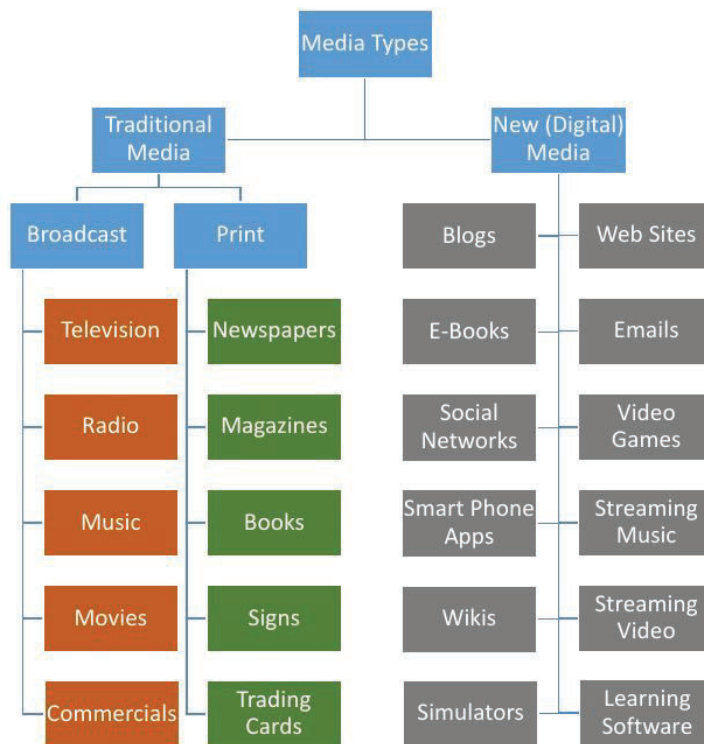 Media Types
Traditional
Media
New (Digital)
Media
Broadcast
Print
Blogs
Web Sites
Television
Newspapers
E-Books
Emails
Radio
Magazines
Social
Networks
Video
Games
Music
Books
Smart Phone
Apps
Streaming
Music
Movies
Signs
Wikis
Streaming
Video
Commercials
Trading
Cards
Simulators
Learning
Software